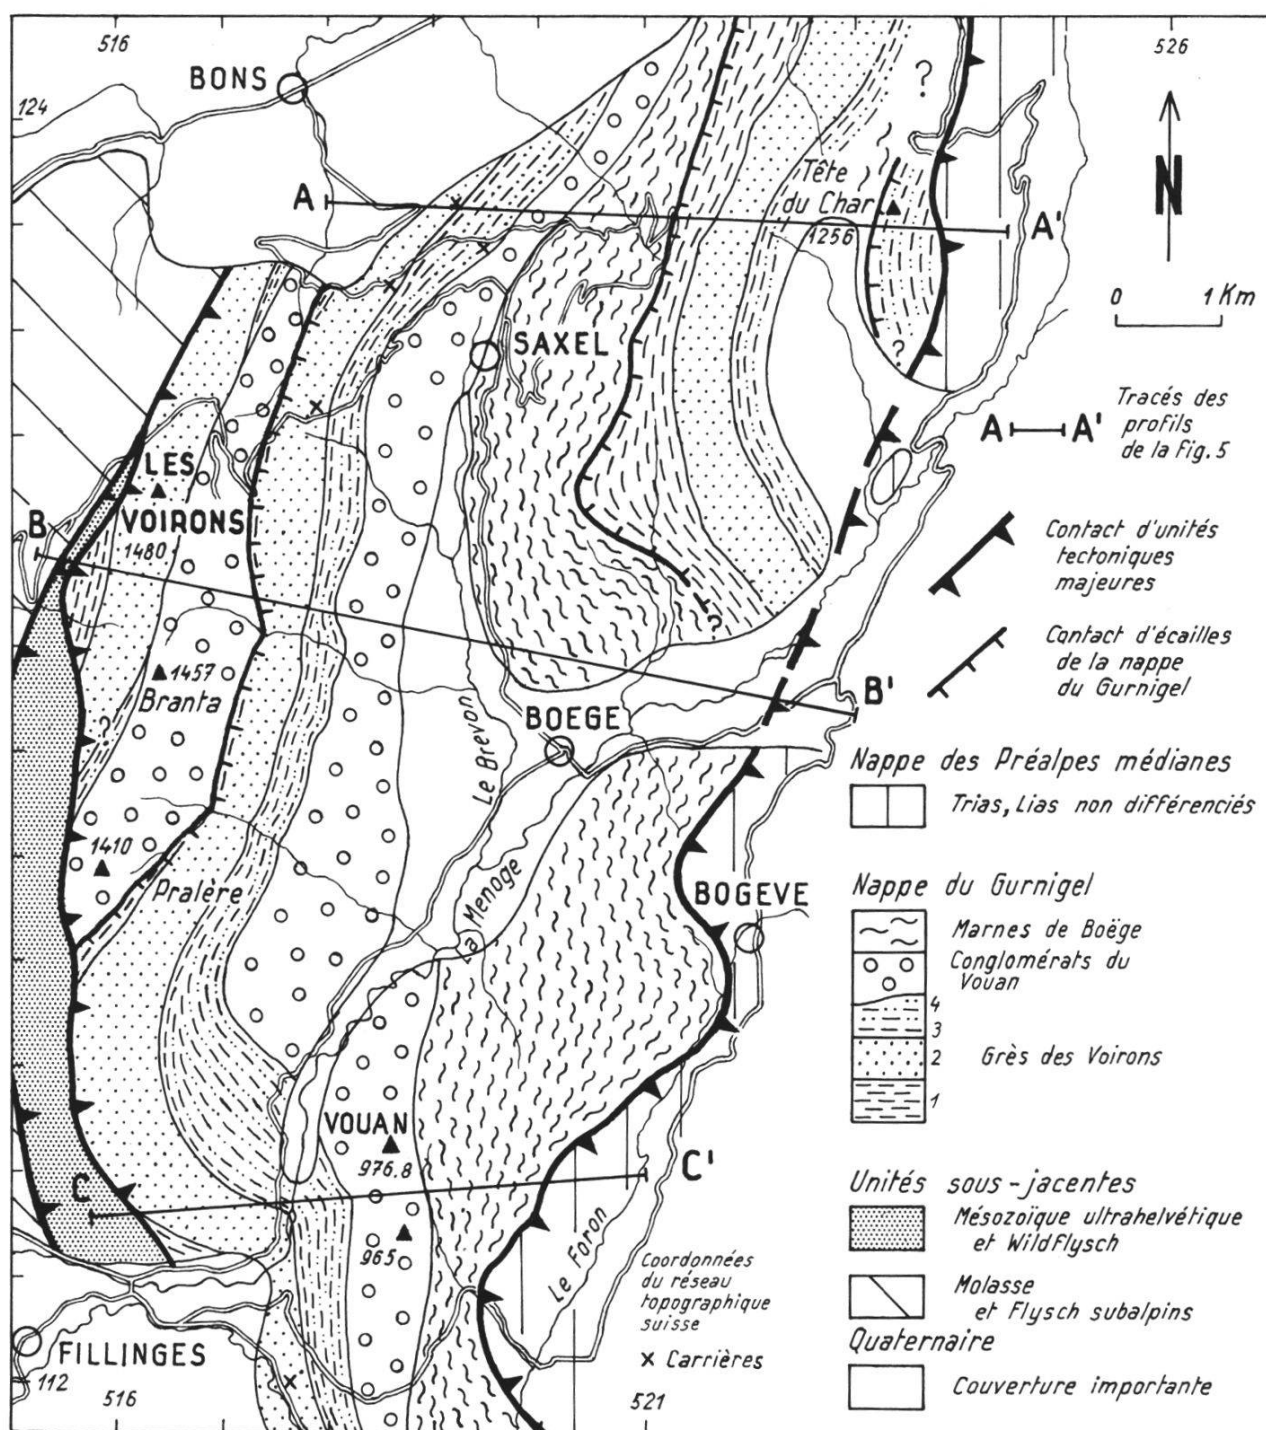 516
526
BONS
124
A
Tête
du Char
1256
A'
N
?
0 1 Km
SAXEL
?
A A'
Tracés des
profils
de la Fig. 5
LES
VOIRONS
1480
B
Contact d'unités
tectoniques
majeures
?
Contact d'écailles
de la nappe
du Gurnigel
1457
Branta
B'
?
BOEGE
Le Brevon
Nappe des Préalpes médianes
Trias, Lias non différenciés
1410
Pralère
La Menoge
BOGEVE
Nappe du Gurnigel
Marnes de Boëge
Conglomérats du
Vouan
4
3
2 Grès des Voirons
1
VOUAN
976.8
C
C'
965
Le Foron
Unités sous-jacentes
Mésozoïque ultrahelvétique
et Wildflysch
Molasse
et Flysch subalpins
Quaternaire
Couverture importante
Coordonnées
du réseau
topographique
suisse
x Carrières
FILLINGES
112
516
521